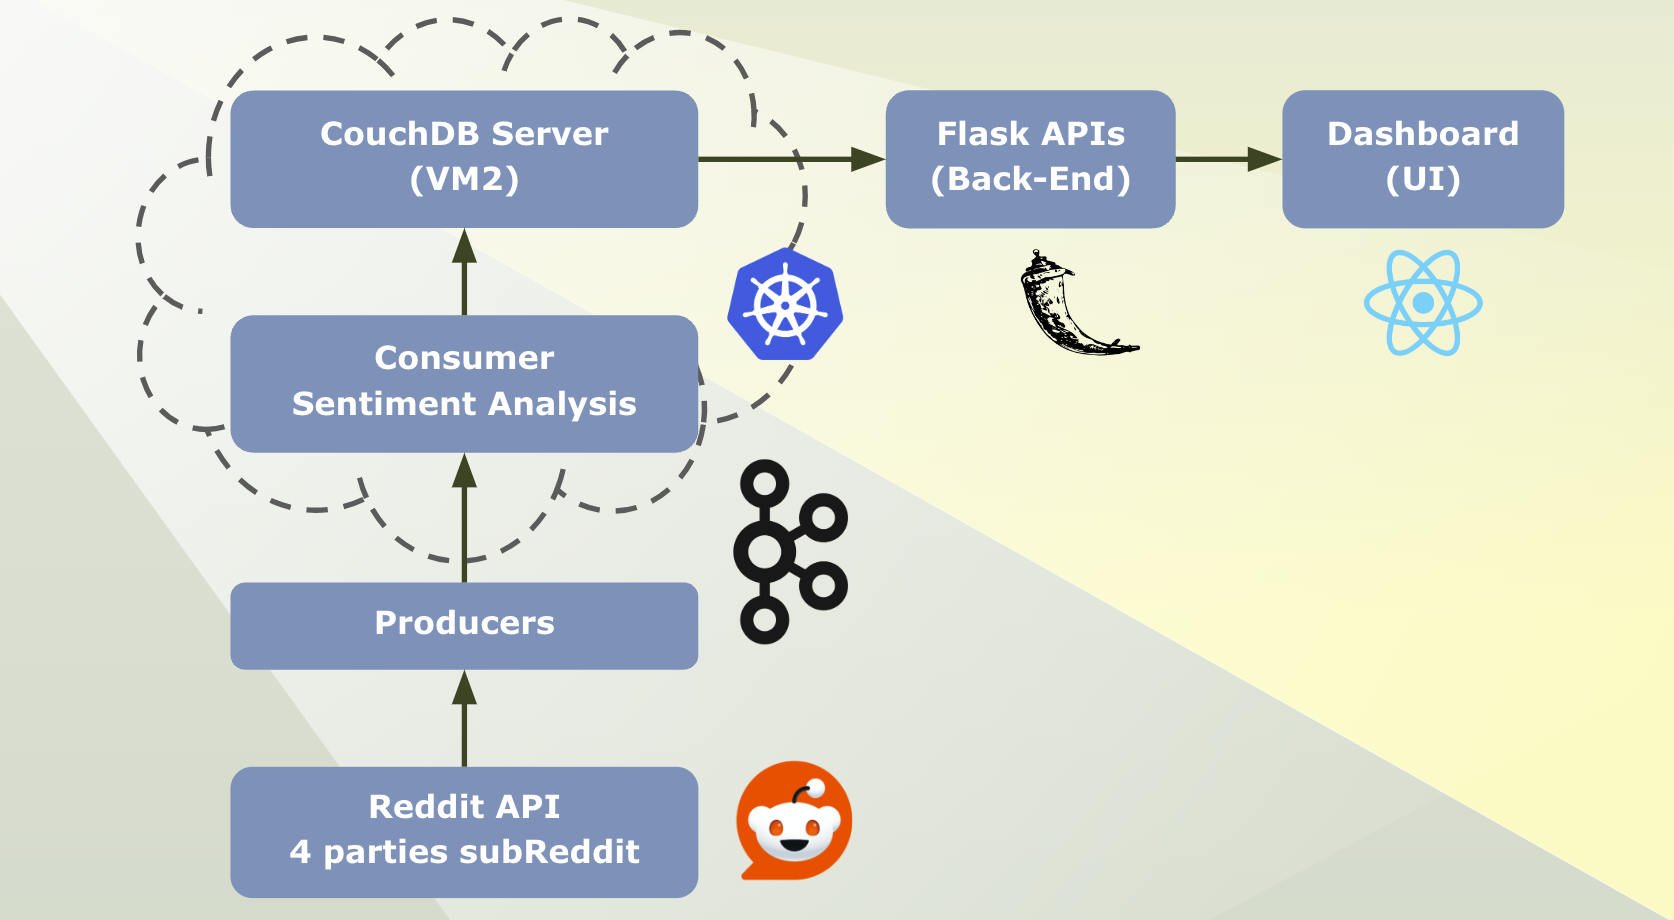 CouchDB Server
(VM2)
Flask APIs
(Back-End)
Dashboard
(UI)
Consumer
Sentiment Analysis
Producers
Reddit API
4 parties subReddit